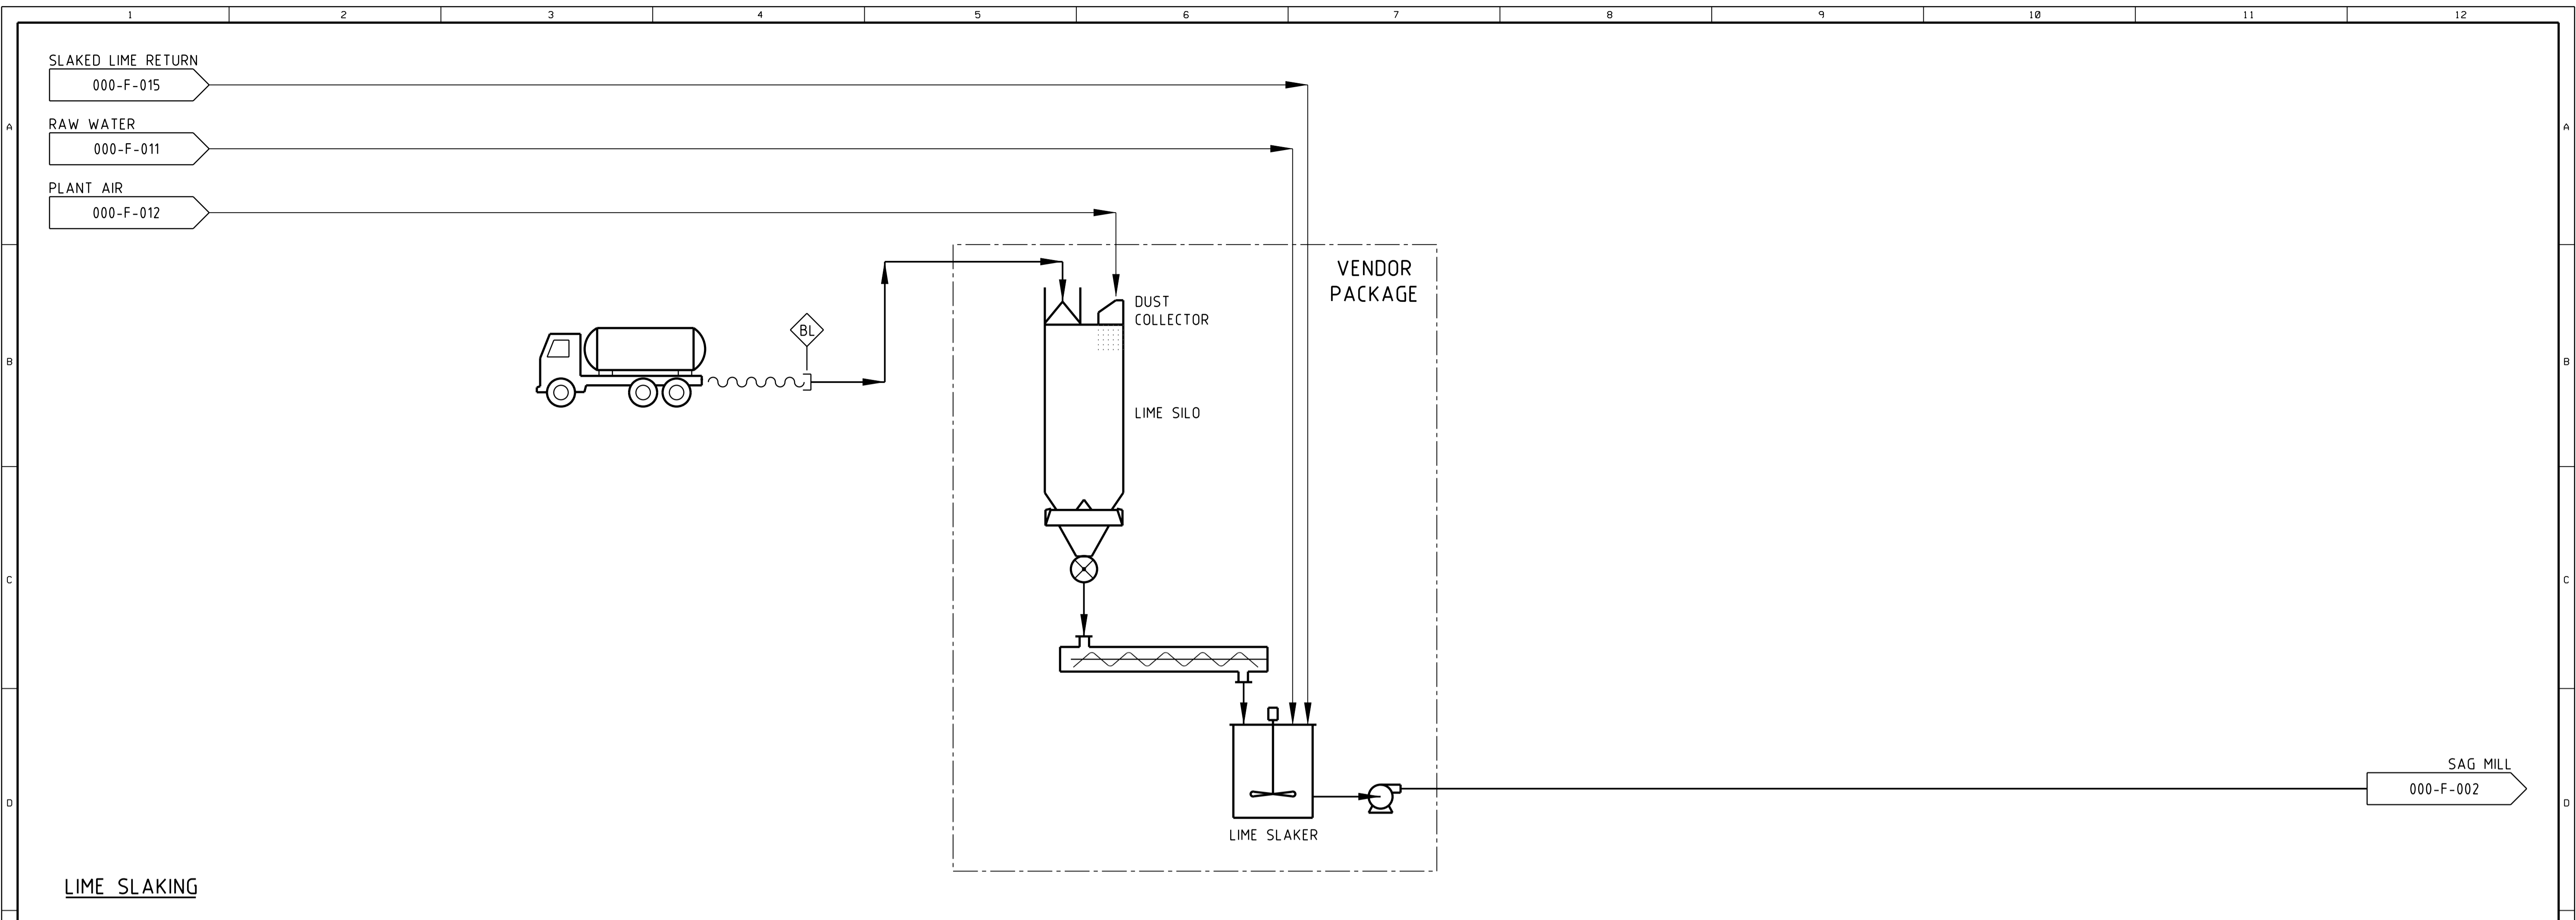 1 2 3 4 5 6 7 8 9 10 11 12
SLAKED LIME RETURN
000-F-015
A A
RAW WATER
000-F-011
PLANT AIR
000-F-012
VENDOR
PACKAGE
DUST
COLLECTOR
BL
B B
LIME SILO
C C
SAG MILL
000-F-002
D D
LIME SLAKER
LIME SLAKING